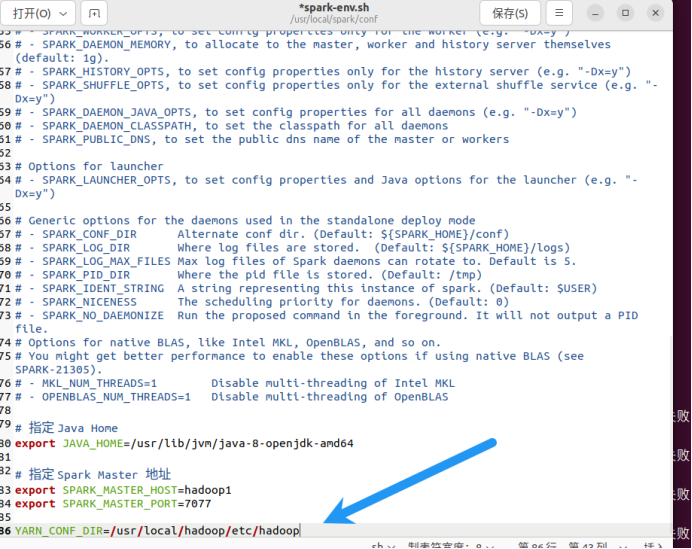 打开(O)
*spark-env.sh
/usr/local/spark/conf
保存(S)
55 # - SPARK_WORKER_OPTS, to set config properties only for the worker (e.g. "-Dx=y")
56 # - SPARK_DAEMON_MEMORY, to allocate to the master, worker and history server themselves
(default: 1g).
57 # - SPARK_HISTORY_OPTS, to set config properties only for the history server (e.g. "-Dx=y")
58 # - SPARK_SHUFFLE_OPTS, to set config properties only for the external shuffle service (e.g. "-
Dx=y")
59 # - SPARK_DAEMON_JAVA_OPTS, to set config properties for all daemons (e.g. "-Dx=y")
60 # - SPARK_DAEMON_CLASSPATH, to set the classpath for all daemons
61 # - SPARK_PUBLIC_DNS, to set the public dns name of the master or workers
62
63 # Options for launcher
64 # - SPARK_LAUNCHER_OPTS, to set config properties and Java options for the launcher (e.g. "-
Dx=y")
65
66 # Generic options for the daemons used in the standalone deploy mode
67 # - SPARK_CONF_DIR      Alternate conf dir. (Default: ${SPARK_HOME}/conf)
68 # - SPARK_LOG_DIR       Where log files are stored.  (Default: ${SPARK_HOME}/logs)
69 # - SPARK_LOG_MAX_FILES Max log files of Spark daemons can rotate to. Default is 5.
70 # - SPARK_PID_DIR       Where the pid file is stored. (Default: /tmp)
71 # - SPARK_IDENT_STRING  A string representing this instance of spark. (Default: $USER)
72 # - SPARK_NICENESS      The scheduling priority for daemons. (Default: 0)
73 # - SPARK_NO_DAEMONIZE  Run the proposed command in the foreground. It will not output a PID
file.
74 # Options for native BLAS, like Intel MKL, OpenBLAS, and so on.
75 # You might get better performance to enable these options if using native BLAS (see
SPARK-21305).
76 # - MKL_NUM_THREADS=1        Disable multi-threading of Intel MKL
77 # - OPENBLAS_NUM_THREADS=1   Disable multi-threading of OpenBLAS
78
79 # 指定 Java Home
80 export JAVA_HOME=/usr/lib/jvm/java-8-openjdk-amd64
81
82 # 指定 Spark Master 地址
83 export SPARK_MASTER_HOST=hadoop1
84 export SPARK_MASTER_PORT=7077
85
86 YARN_CONF_DIR=/usr/local/hadoop/etc/hadoop
sh 制表符宽度：8 第 86 行，第 43 列 插入
失败
失败
失败
失败